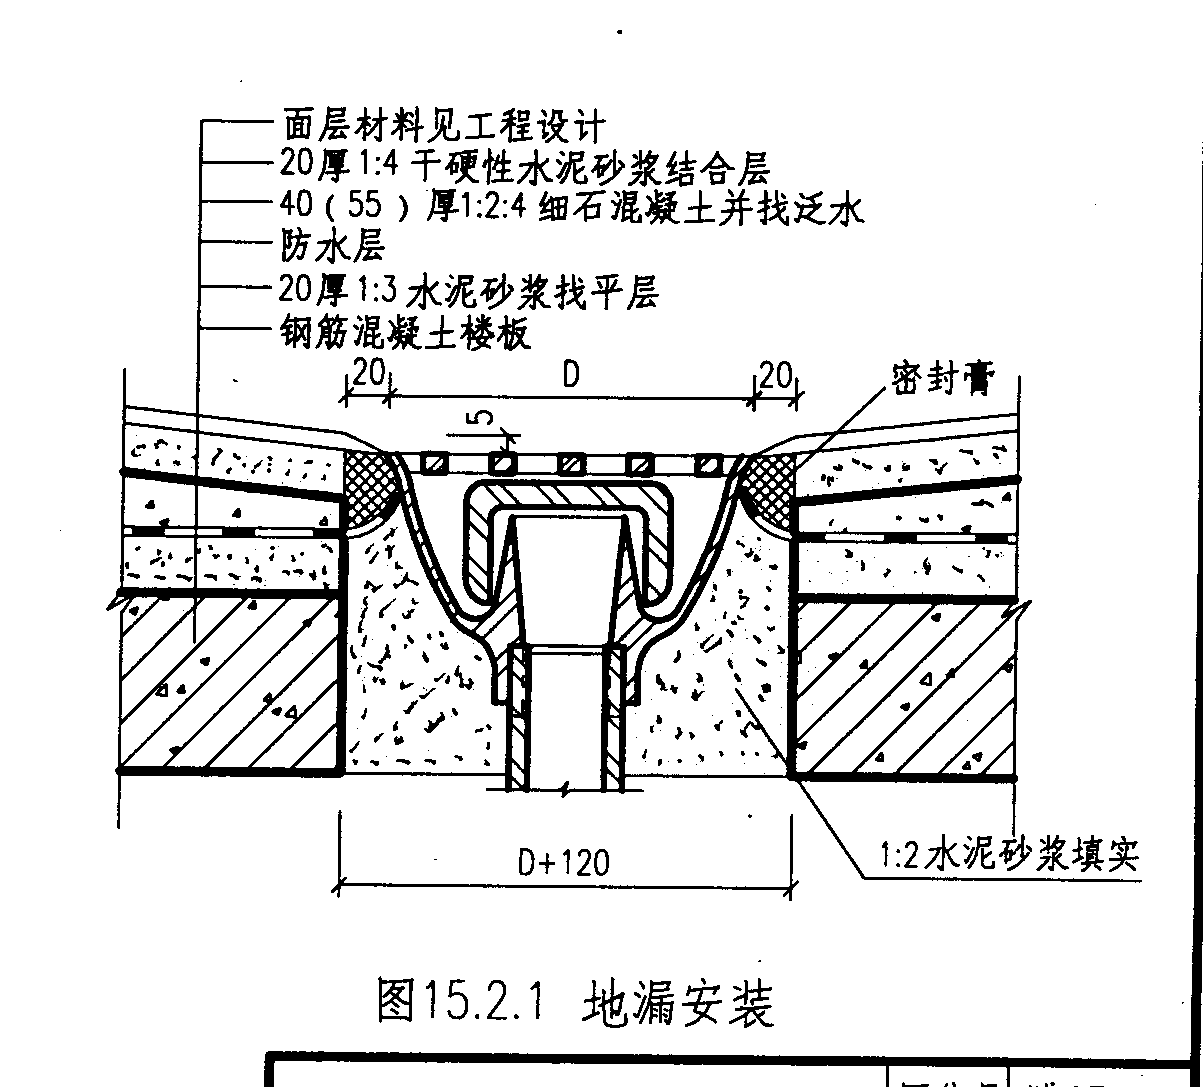 面层材料见工程设计
20厚1:4干硬性水泥砂浆结合层
40(55)厚1:2:4细石混凝土并找泛水
防水层
20厚1:3水泥砂浆找平层
钢筋混凝土楼板
20 D 20 密封膏
5
D+120
1:2水泥砂浆填实
图15.2.1 地漏安装